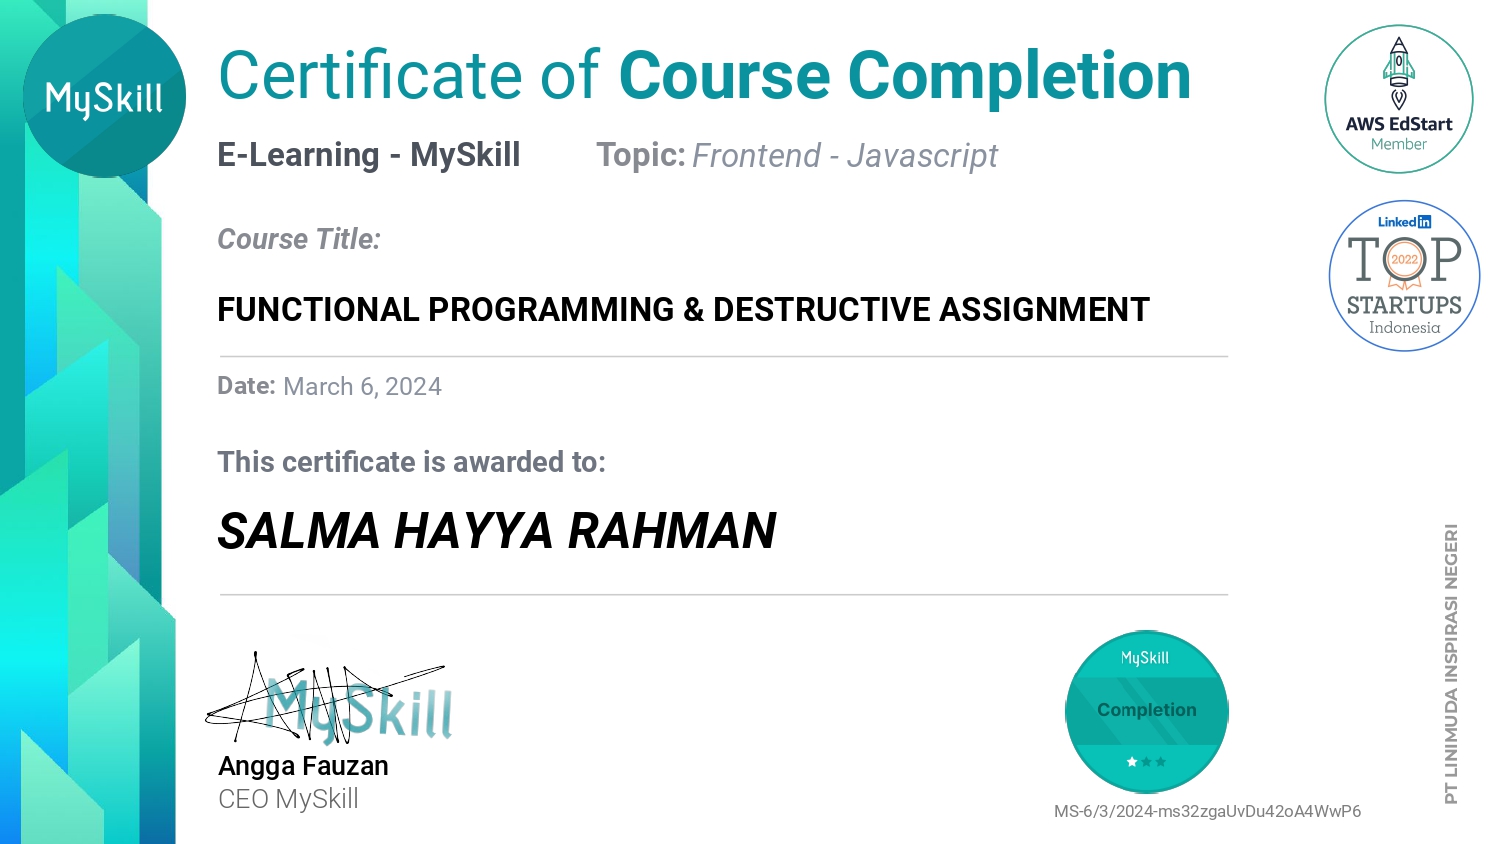 MySkill
Certificate of Course Completion
E-Learning - MySkill Topic: Frontend - Javascript
AWS EdStart
Member
Course Title:
Linked in
TOP
2022
STARTUPS
Indonesia
FUNCTIONAL PROGRAMMING & DESTRUCTIVE ASSIGNMENT
Date: March 6, 2024
This certificate is awarded to:
SALMA HAYYA RAHMAN
MySkill
Angga Fauzan
CEO MySkill
MySkill
Completion
MS-6/3/2024-ms32zgaUvDu42oA4WwP6
PT LINIMUDA INSPIRASI NEGERI